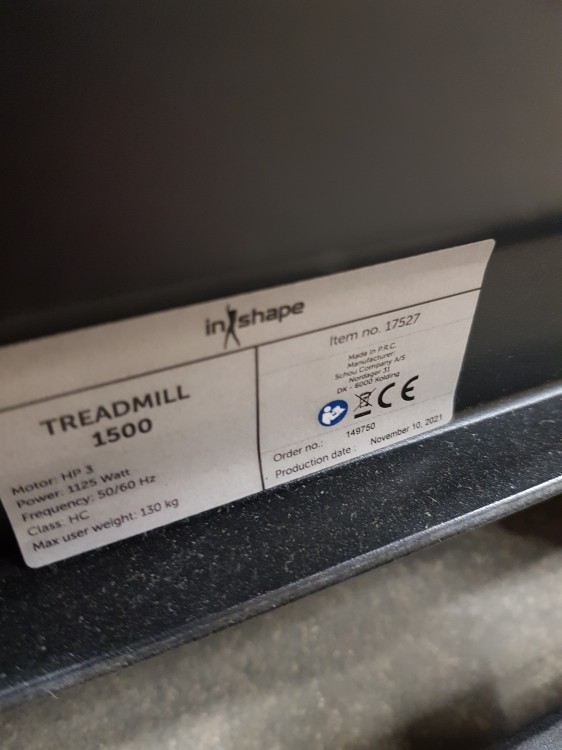 in shape
TREADMILL
1500
Motor: HP 3
Power: 1125 Watt
Frequency: 50/60 Hz
Class: HC
Max user weight: 130 kg
Item no. 17527
Made in P.R.C.
Manufacturer:
Schou Company A/S
Nordager 31
DK - 6000 Kolding
CE
Order no.: 149750
Production date: November 10, 2021